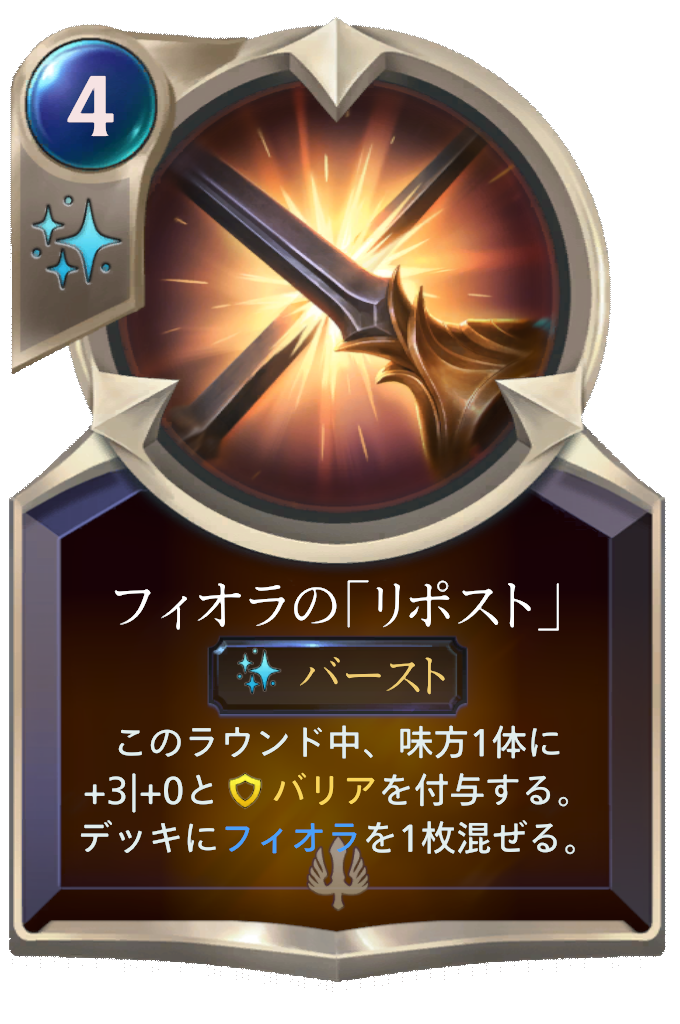 4
フィオラの「リポスト」
バースト
このラウンド中、味方1体に
+3|+0と バリアを付与する。
デッキにフィオラを1枚混ぜる。